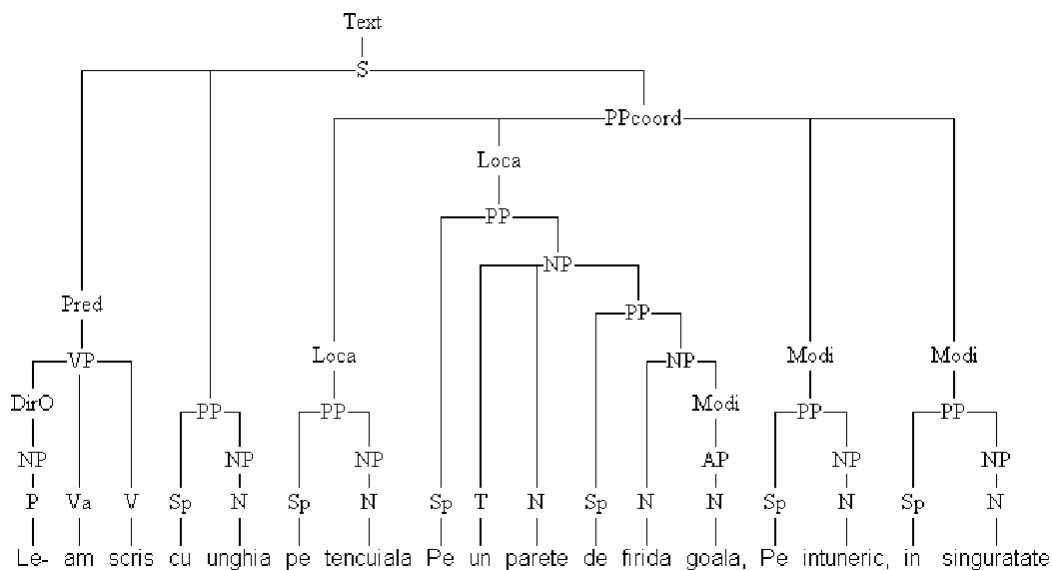 Text
S
PPcoord
Loca
PP
NP
Pred PP
VP Loca NP Modi Modi
DirO PP PP Modi PP PP
NP NP NP AP NP NP
P Va V Sp N Sp N Sp T N Sp N N Sp N Sp N
Le- am scris cu unghia pe tencuiala Pe un parete de firida goala, Pe intuneric, in singuratate